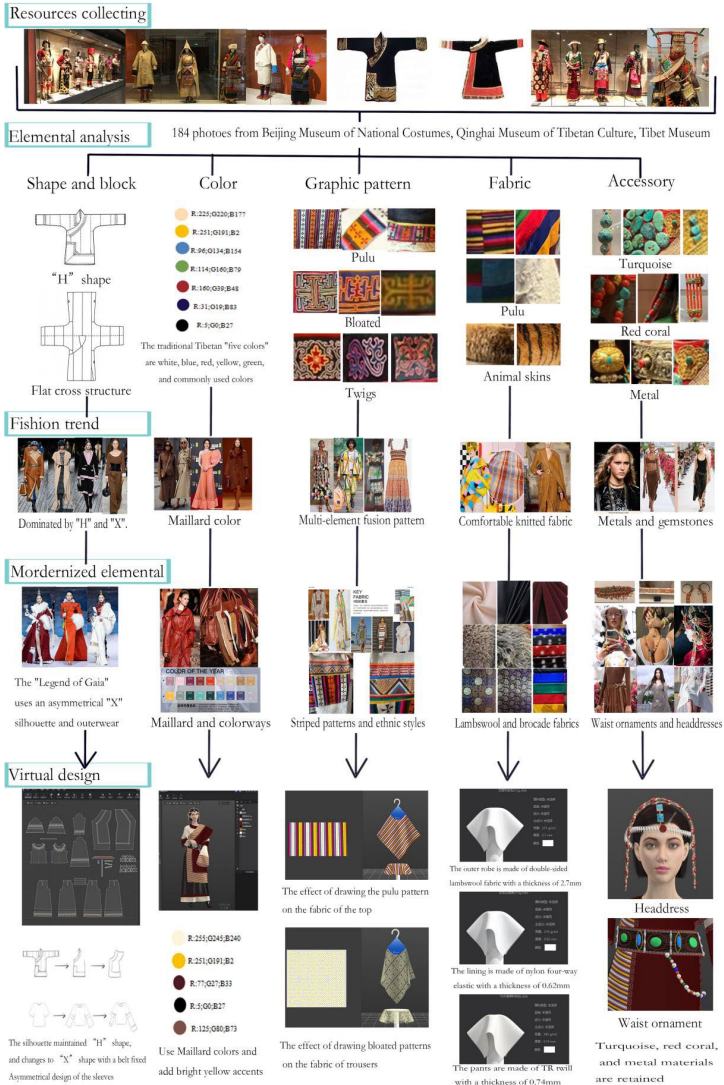 Resources collecting
Elemental analysis
184 photoes from Beijing Museum of National Costumes, Qinghai Museum of Tibetan Culture, Tibet Museum
Shape and block
Color
Graphic pattern
Fabric
Accessory
“H” shape
Flat cross structure
R:225;G220;B177
R:251;G191;B2
R:96;G134;B154
R:114;G160;B79
R:160;G39;B48
R:31;G19;B83
R:5;G0;B27
The traditional Tibetan "five colors"
are white, blue, red, yellow, green,
and commonly used colors
Pulu
Bloated
Twigs
Pulu
Animal skins
Turquoise
Red coral
Metal
Fashion trend
Dominated by "H" and "X".
Maillard color
Multi-element fusion pattern
Comfortable knitted fabric
Metals and gemstones
Mordernized elemental
The "Legend of Gaia"
uses an asymmetrical "X"
silhouette and outerwear
COLOR OF THE YEAR
Maillard and colorways
KEY
FABRIC
Striped patterns and ethnic styles
Lambswool and brocade fabrics
Waist ornaments and headdresses
Virtual design
The silhouette maintained “H” shape,
and changes to “X” shape with a belt fixed
Asymmetrical design of the sleeves
R:255;G245;B240
R:251;G191;B2
R:77;G27;B33
R:5;G0;B27
R:125;G80;B73
Use Maillard colors and
add bright yellow accents
The effect of drawing the pulu pattern
on the fabric of the top
The effect of drawing bloated patterns
on the fabric of trousers
The outer robe is made of double-sided
lambswool fabric with a thickness of 2.7mm
The lining is made of nylon four-way
elastic with a thickness of 0.62mm
The pants are made of TR twill
with a thickness of 0.74mm
Headdress
Waist ornament
Turquoise, red coral,
and metal materials
are retained